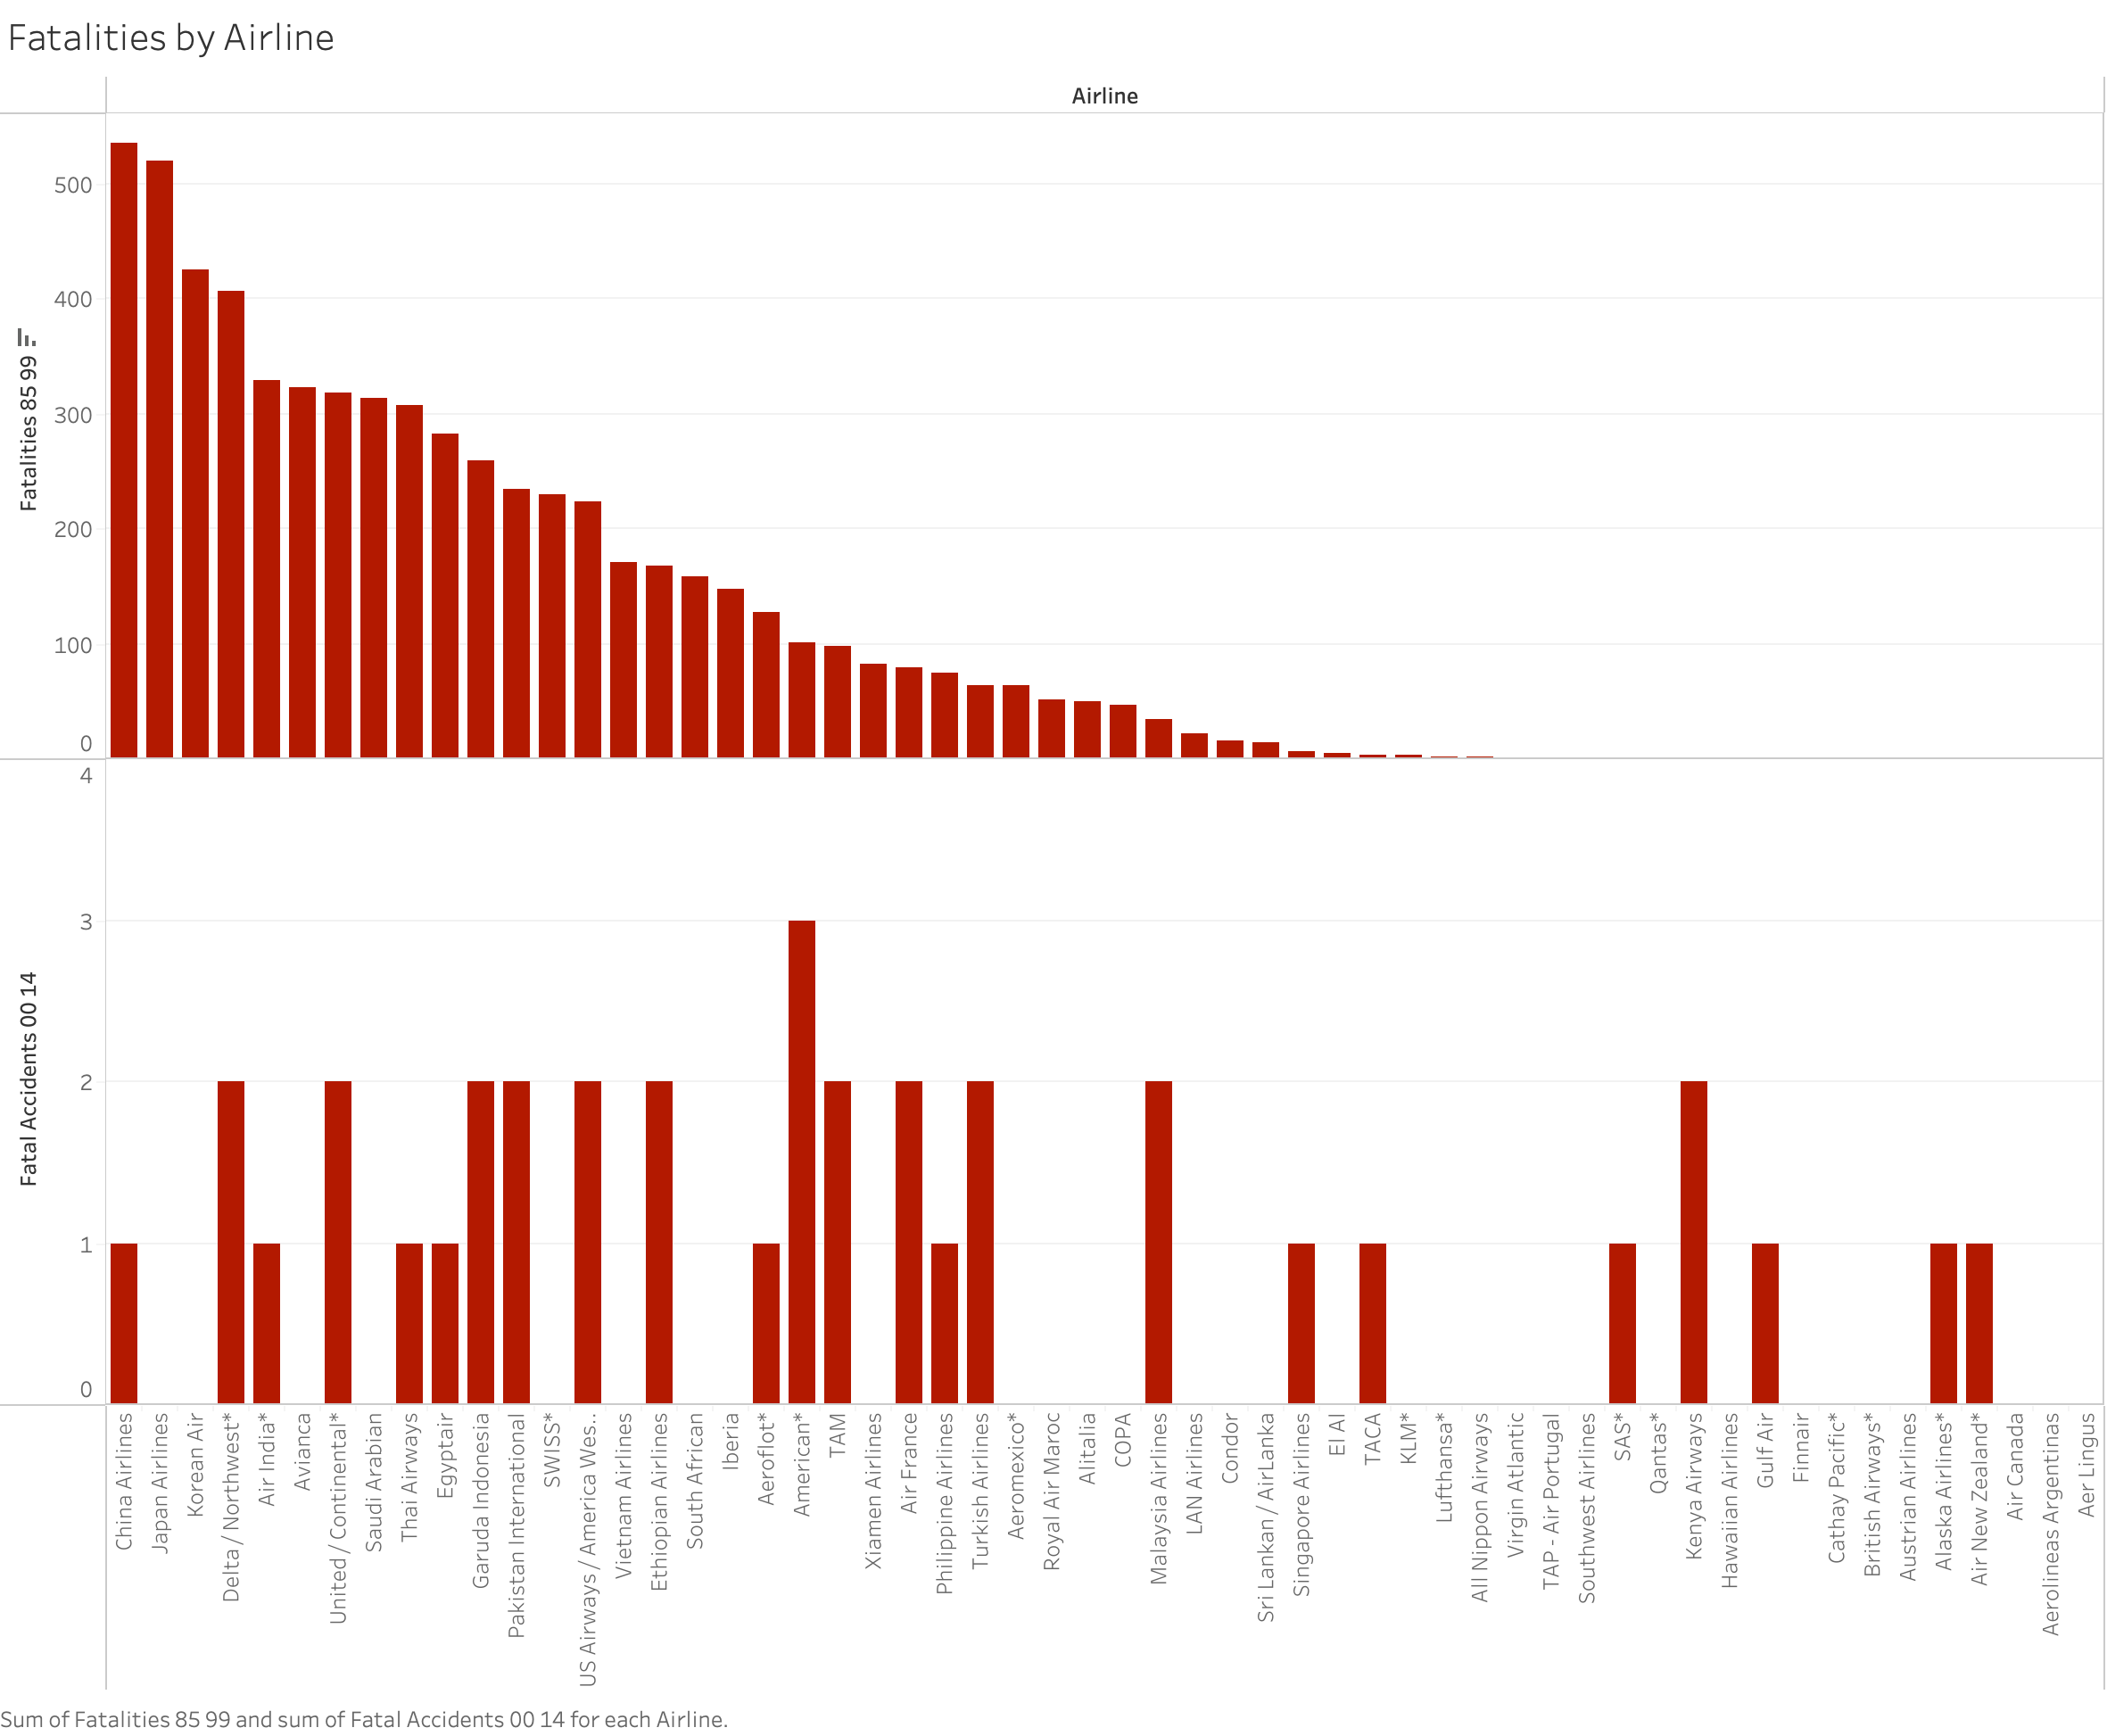 Fatalities by Airline
Airline
Fatalities 85 99
500
400
300
200
100
0
Fatal Accidents 00 14
4
3
2
1
0
China Airlines
Japan Airlines
Korean Air
Delta / Northwest*
Air India*
Avianca
United / Continental*
Saudi Arabian
Thai Airways
Egyptair
Garuda Indonesia
Pakistan International
SWISS*
US Airways / America Wes..
Vietnam Airlines
Ethiopian Airlines
South African
Iberia
Aeroflot*
American*
TAM
Xiamen Airlines
Air France
Philippine Airlines
Turkish Airlines
Aeromexico*
Royal Air Maroc
Alitalia
COPA
Malaysia Airlines
LAN Airlines
Condor
Sri Lankan / AirLanka
Singapore Airlines
El Al
TACA
KLM*
Lufthansa*
All Nippon Airways
Virgin Atlantic
TAP - Air Portugal
Southwest Airlines
SAS*
Qantas*
Kenya Airways
Hawaiian Airlines
Gulf Air
Finnair
Cathay Pacific*
British Airways*
Austrian Airlines
Alaska Airlines*
Air New Zealand*
Air Canada
Aerolineas Argentinas
Aer Lingus
Sum of Fatalities 85 99 and sum of Fatal Accidents 00 14 for each Airline.